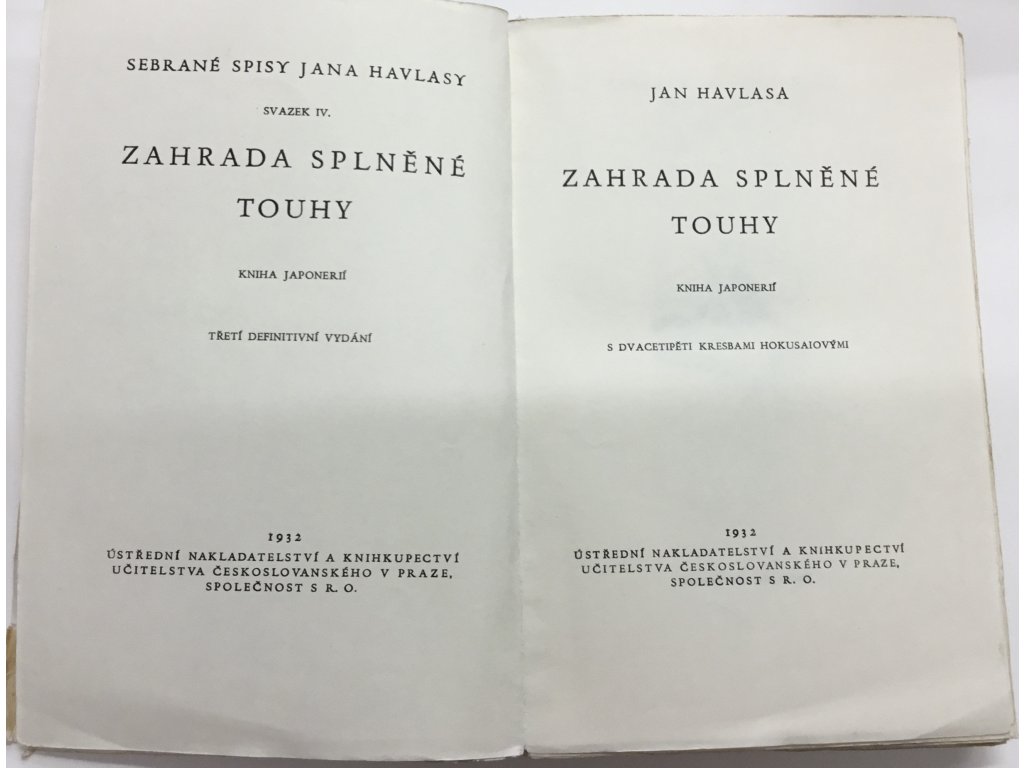 SEBRANÉ SPISY JANA HAVLASY
SVAZEK IV.
ZAHRADA SPLNĚNÉ
TOUHY
KNIHA JAPONERIÍ
TŘETÍ DEFINITIVNÍ VYDÁNÍ
1932
ÚSTŘEDNÍ NAKLADATELSTVÍ A KNIHKUPECTVÍ
UČITELSTVA ČESKOSLOVANSKÉHO V PRAZE,
SPOLEČNOST S R. O.
JAN HAVLASA
ZAHRADA SPLNĚNÉ
TOUHY
KNIHA JAPONERIÍ
S DVACETIPĚTI KRESBAMI HOKUSAIOVÝMI
1932
ÚSTŘEDNÍ NAKLADATELSTVÍ A KNIHKUPECTVÍ
UČITELSTVA ČESKOSLOVANSKÉHO V PRAZE,
SPOLEČNOST S R. O.